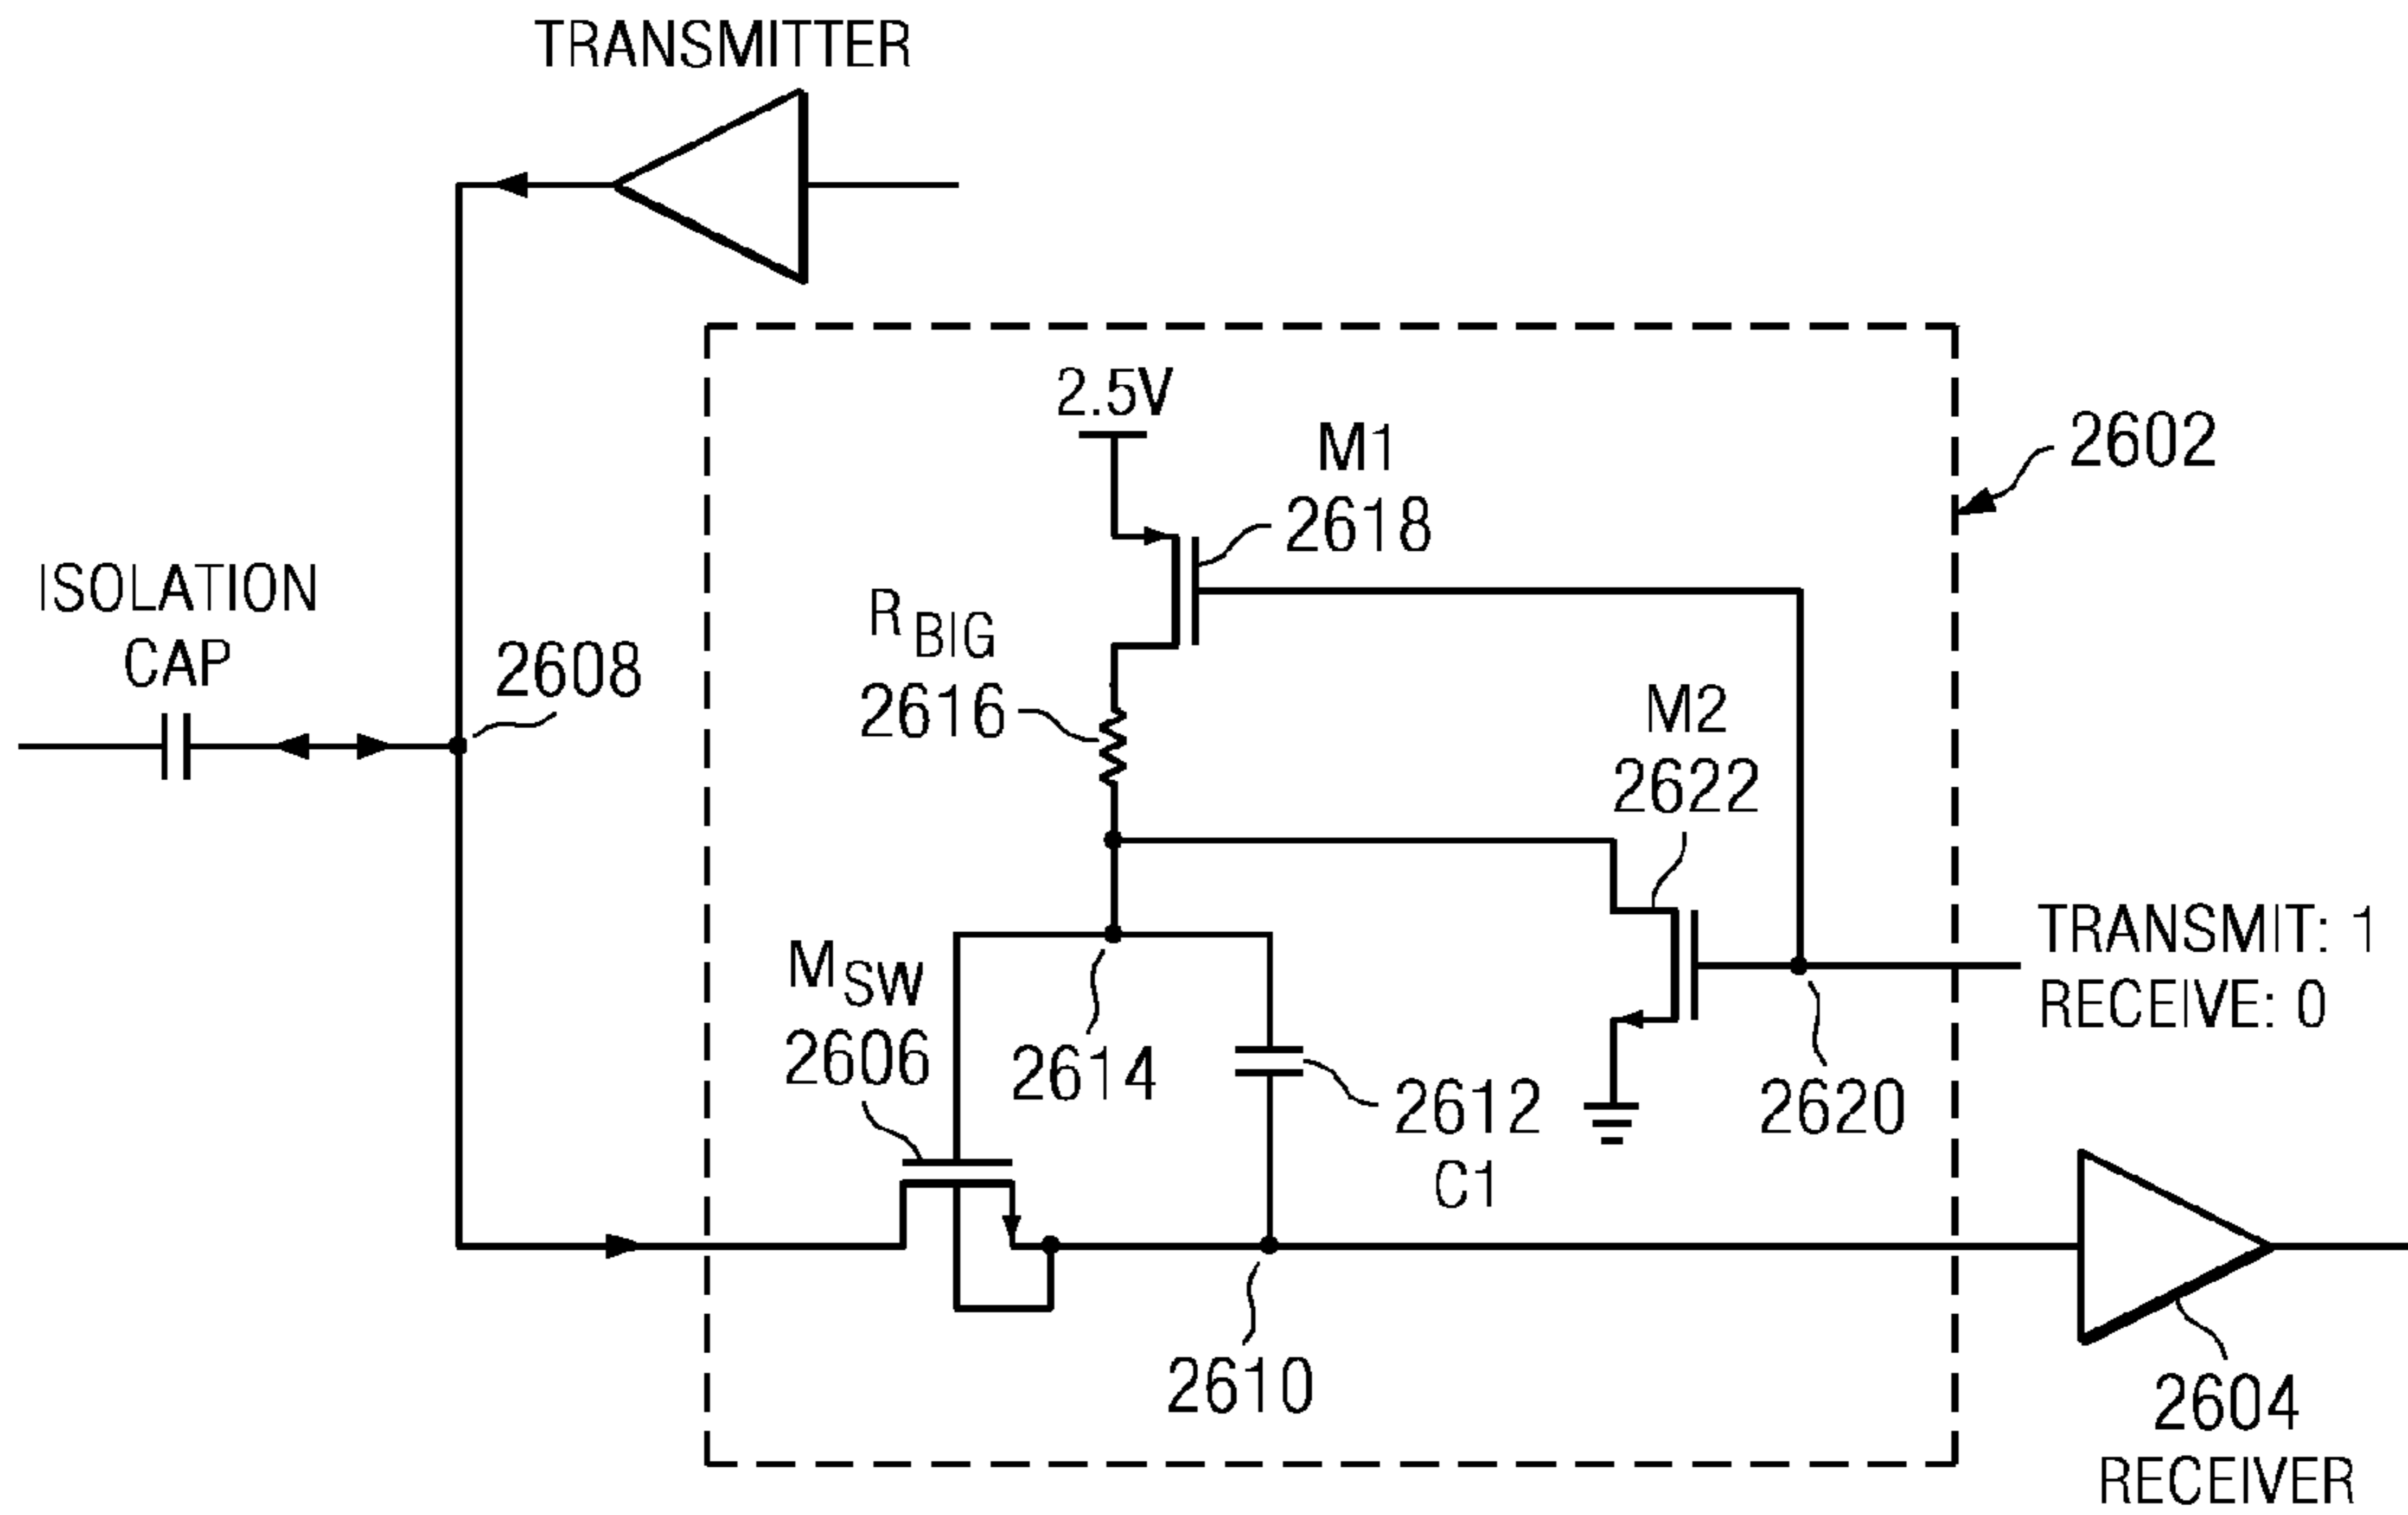 TRANSMITTER
2.5V
M1
2618
2602
ISOLATION
CAP
2608
R BIG
2616
M2
2622
TRANSMIT: 1
RECEIVE: 0
M SW
2606
2614
2612
C1
2620
2610
2604
RECEIVER